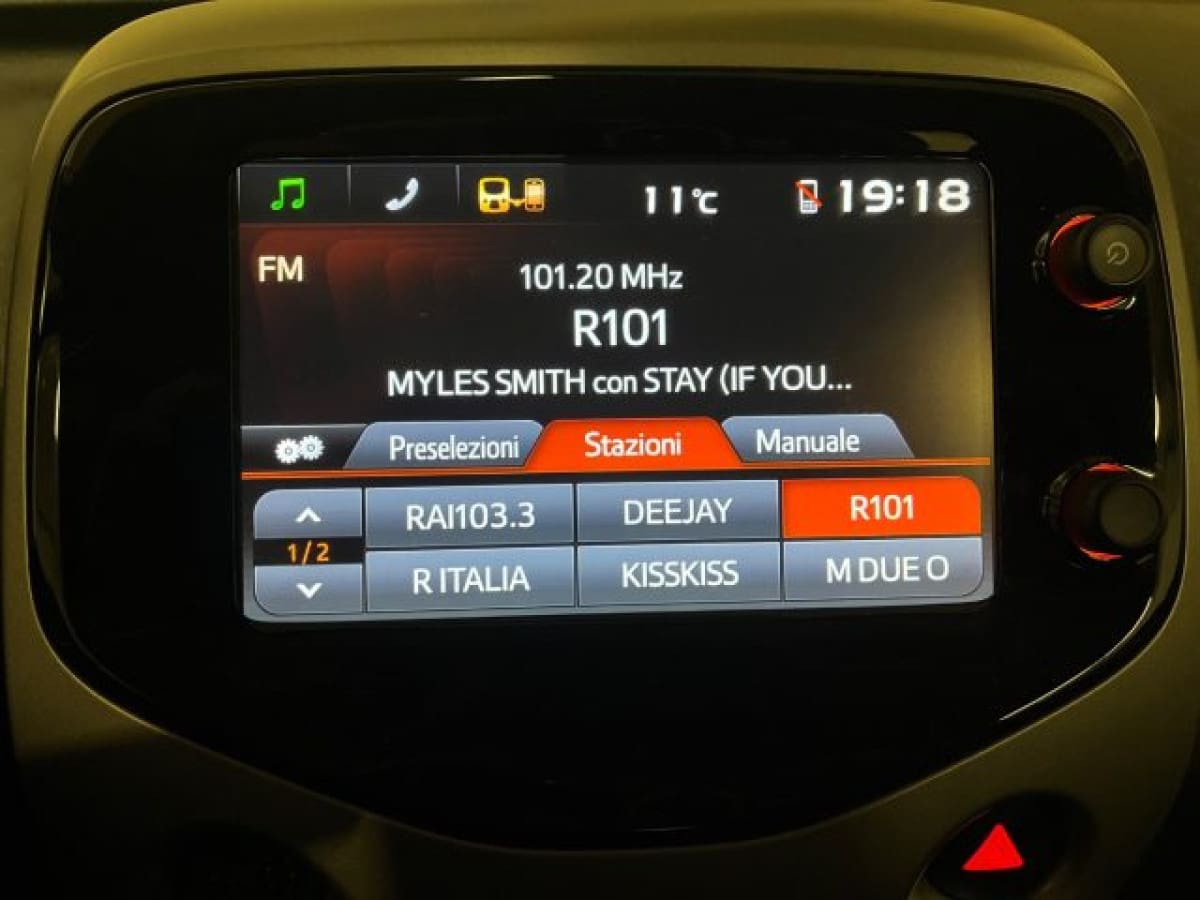 11°C 19:18
FM
101.20 MHz
R101
MYLES SMITH con STAY (IF YOU...
Preselezioni Stazioni Manuale
RAI103.3 DEEJAY R101
1/2
R ITALIA KISSKISS M DUE O